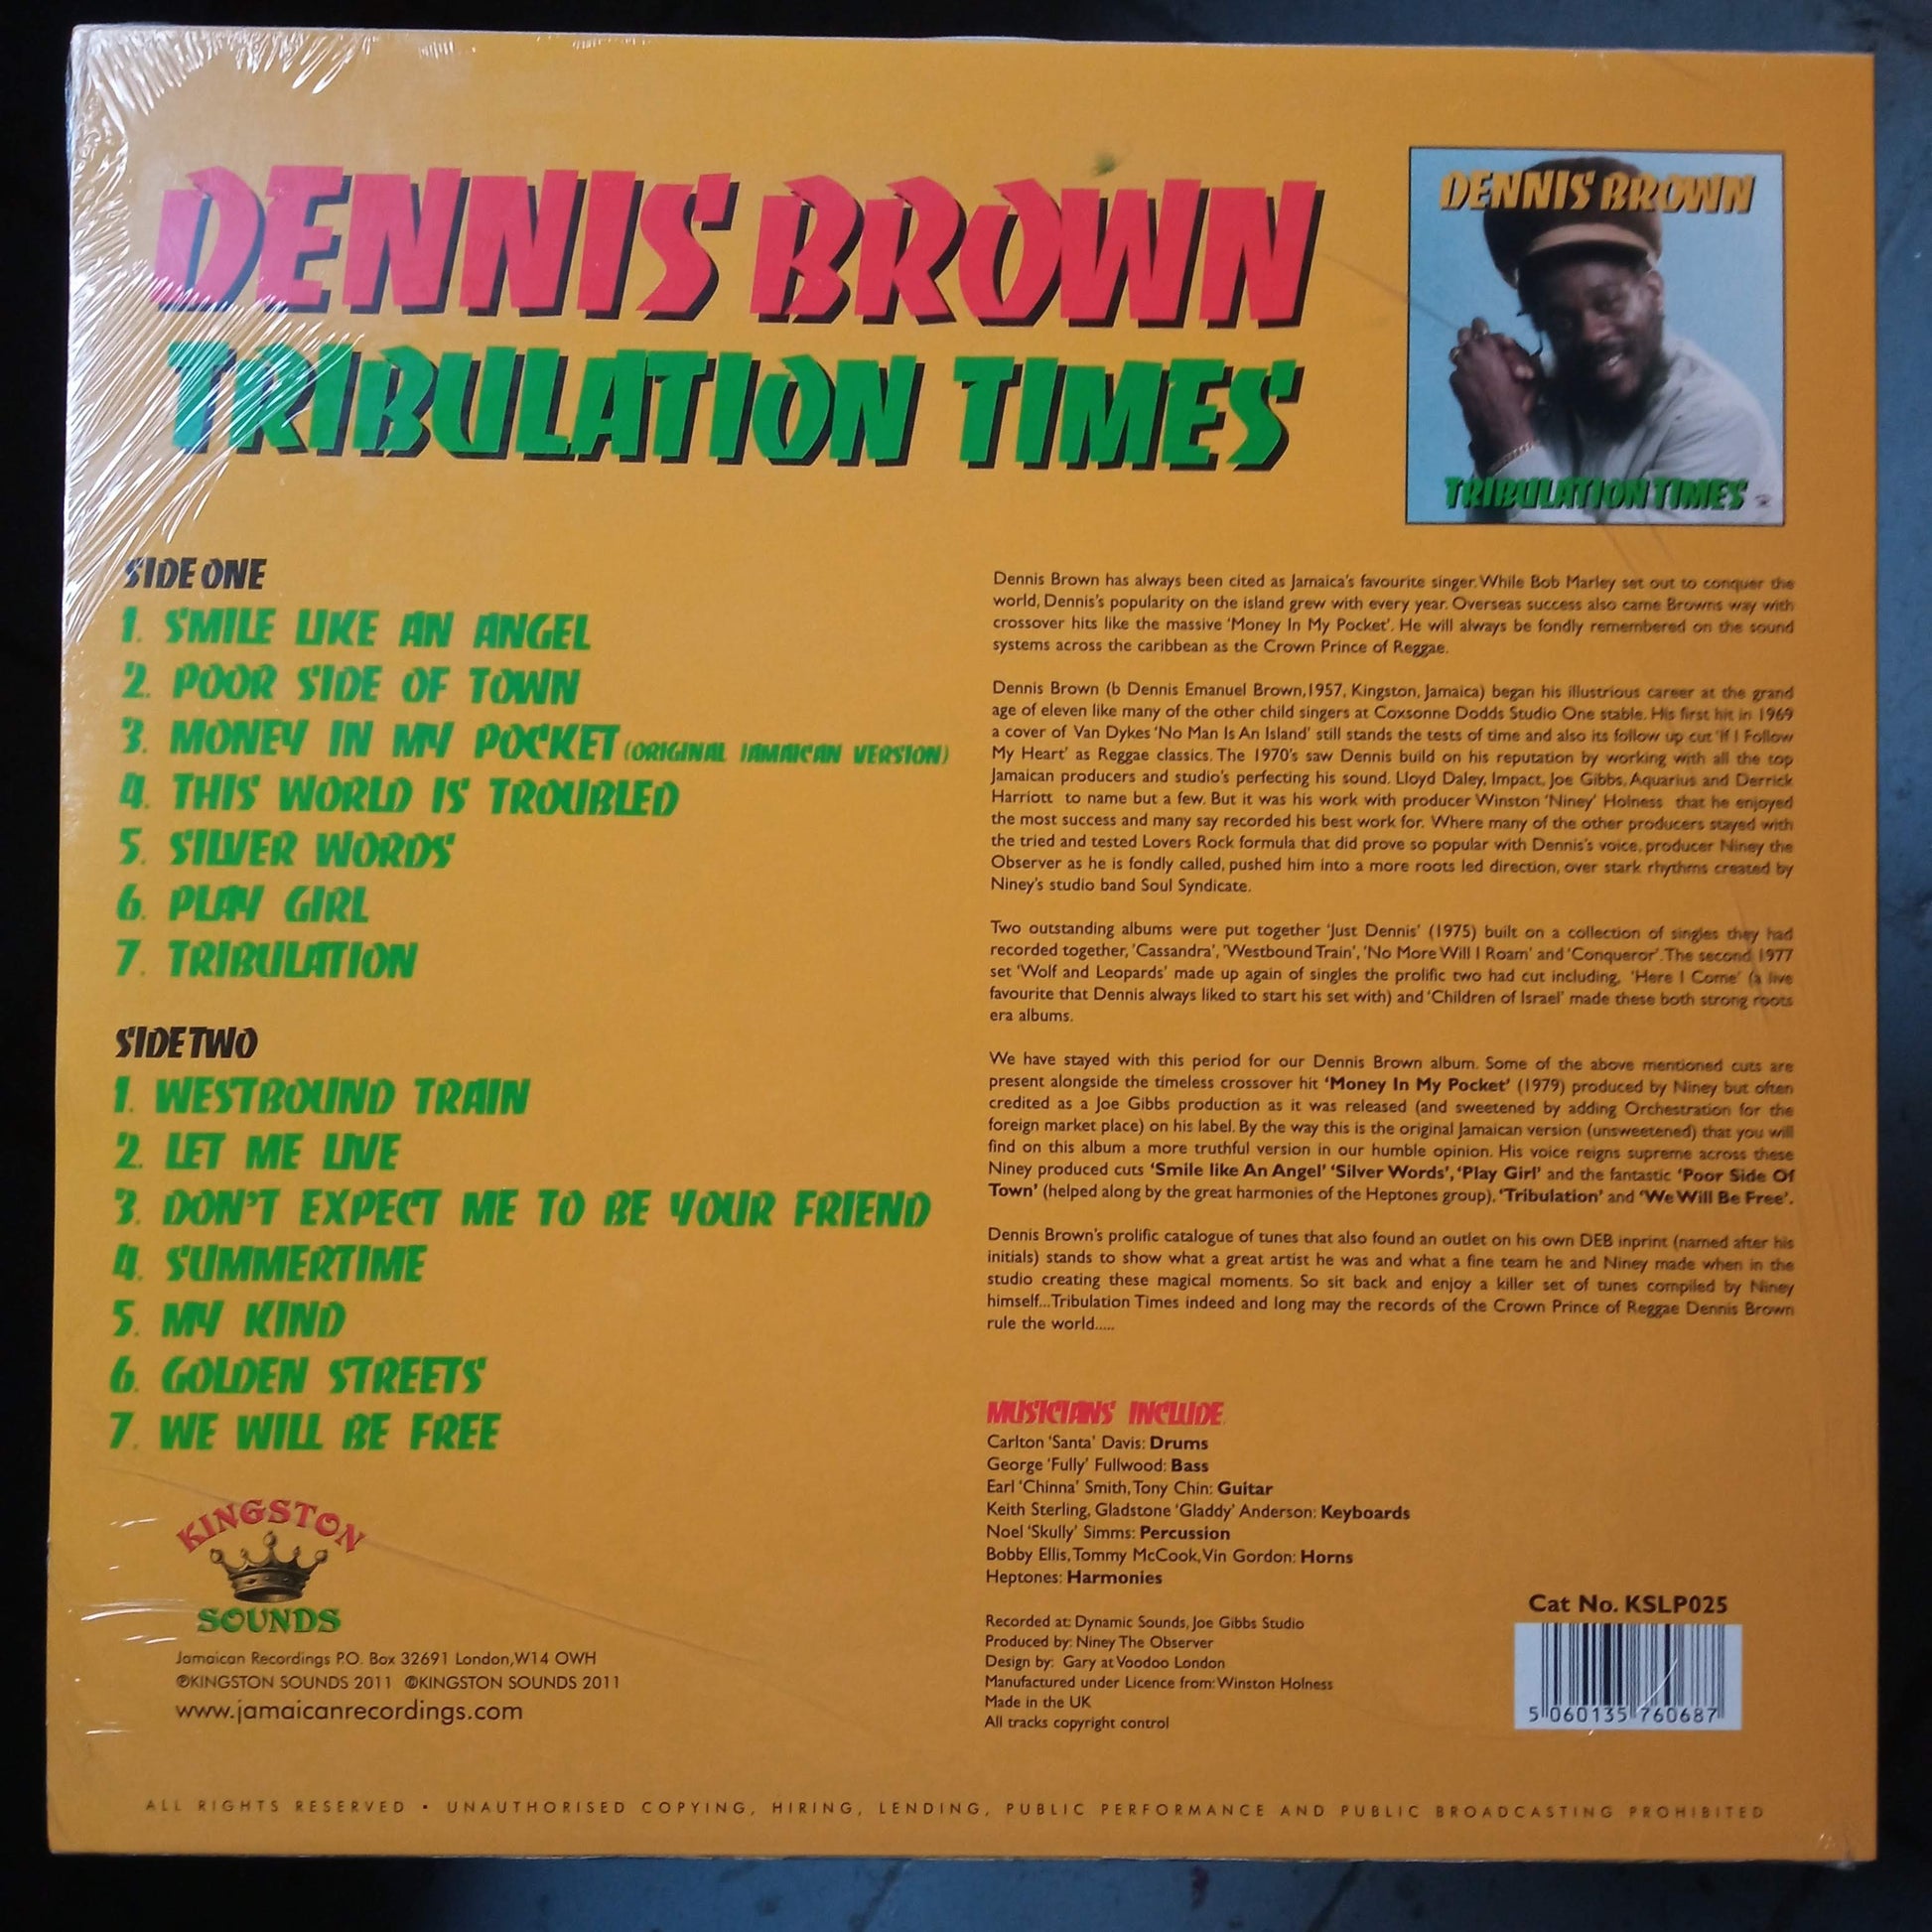 DENNIS BROWN
TRIBULATION TIMES
DENNIS BROWN
TRIBULATION TIMES
SIDE ONE
1. SMILE LIKE AN ANGEL
2. POOR SIDE OF TOWN
3. MONEY IN MY POCKET (ORIGINAL JAMAICAN VERSION)
4. THIS WORLD IS TROUBLED
5. SILVER WORDS
6. PLAY GIRL
7. TRIBULATION
SIDE TWO
1. WESTBOUND TRAIN
2. LET ME LIVE
3. DON'T EXPECT ME TO BE YOUR FRIEND
4. SUMMERTIME
5. MY KIND
6. GOLDEN STREETS
7. WE WILL BE FREE
KINGSTON
SOUNDS
Jamaican Recordings P.O. Box 32691 London,W14 OWH
℗KINGSTON SOUNDS 2011 ©KINGSTON SOUNDS 2011
www.jamaicanrecordings.com
Dennis Brown has always been cited as Jamaica's favourite singer. While Bob Marley set out to conquer the
world, Dennis's popularity on the island grew with every year. Overseas success also came Browns way with
crossover hits like the massive 'Money In My Pocket'. He will always be fondly remembered on the sound
systems across the caribbean as the Crown Prince of Reggae.
Dennis Brown (b Dennis Emanuel Brown,1957, Kingston, Jamaica) began his illustrious career at the grand
age of eleven like many of the other child singers at Coxsonne Dodds Studio One stable. His first hit in 1969
a cover of Van Dykes 'No Man Is An Island' still stands the tests of time and also its follow up cut 'If I Follow
My Heart' as Reggae classics. The 1970's saw Dennis build on his reputation by working with all the top
Jamaican producers and studio's perfecting his sound. Lloyd Daley, Impact, Joe Gibbs, Aquarius and Derrick
Harriott to name but a few. But it was his work with producer Winston 'Niney' Holness that he enjoyed
the most success and many say recorded his best work for. Where many of the other producers stayed with
the tried and tested Lovers Rock formula that did prove so popular with Dennis's voice, producer Niney the
Observer as he is fondly called, pushed him into a more roots led direction, over stark rhythms created by
Niney's studio band Soul Syndicate.
Two outstanding albums were put together 'Just Dennis' (1975) built on a collection of singles they had
recorded together, 'Cassandra', 'Westbound Train', 'No More Will I Roam' and 'Conqueror'. The second 1977
set 'Wolf and Leopards' made up again of singles the prolific two had cut including, 'Here I Come' (a live
favourite that Dennis always liked to start his set with) and 'Children of Israel' made these both strong roots
era albums.
We have stayed with this period for our Dennis Brown album. Some of the above mentioned cuts are
present alongside the timeless crossover hit 'Money In My Pocket' (1979) produced by Niney but often
credited as a Joe Gibbs production as it was released (and sweetened by adding Orchestration for the
foreign market place) on his label. By the way this is the original Jamaican version (unsweetened) that you will
find on this album a more truthful version in our humble opinion. His voice reigns supreme across these
Niney produced cuts 'Smile like An Angel' 'Silver Words', 'Play Girl' and the fantastic 'Poor Side Of
Town' (helped along by the great harmonies of the Heptones group), 'Tribulation' and 'We Will Be Free'.
Dennis Brown's prolific catalogue of tunes that also found an outlet on his own DEB inprint (named after his
initials) stands to show what a great artist he was and what a fine team he and Niney made when in the
studio creating these magical moments. So sit back and enjoy a killer set of tunes compiled by Niney
himself...Tribulation Times indeed and long may the records of the Crown Prince of Reggae Dennis Brown
rule the world.....
MUSICIANS INCLUDE
Carlton 'Santa' Davis: Drums
George 'Fully' Fullwood: Bass
Earl 'Chinna' Smith, Tony Chin: Guitar
Keith Sterling, Gladstone 'Gladdy' Anderson: Keyboards
Noel 'Skully' Simms: Percussion
Bobby Ellis, Tommy McCook, Vin Gordon: Horns
Heptones: Harmonies
Recorded at: Dynamic Sounds, Joe Gibbs Studio
Produced by: Niney The Observer
Design by: Gary at Voodoo London
Manufactured under Licence from: Winston Holness
Made in the UK
All tracks copyright control
Cat No. KSLP025
5 060135 760687
ALL RIGHTS RESERVED • UNAUTHORISED COPYING, HIRING, LENDING, PUBLIC PERFORMANCE AND PUBLIC BROADCASTING PROHIBITED